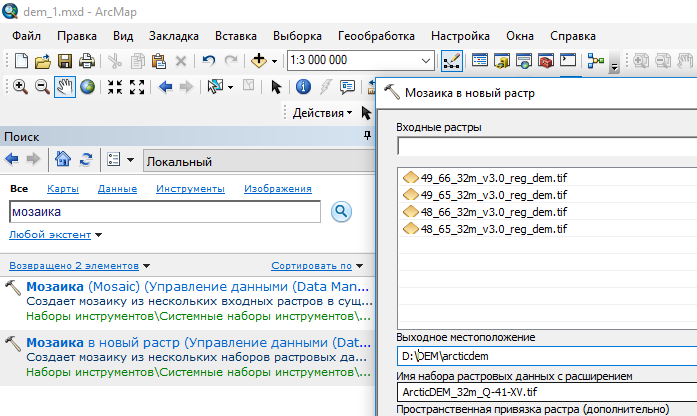 dem_1.mxd - ArcMap
Файл Правка Вид Закладка Вставка Выборка Геообработка Настройка Окна Справка
1:3 000 000
Действия
Поиск
Локальный
Все Карты Данные Инструменты Изображения
мозаика
Любой экстент
Возвращено 2 элементов Сортировать по
Мозаика (Mosaic) (Управление данными (Data Man...
Создает мозаику из нескольких входных растров в сущ...
Наборы инструментов\Системные наборы инструментов\...
Мозаика в новый растр (Управление данными (Dat...
Создает мозаику из нескольких наборов растровых да...
Наборы инструментов\Системные наборы инструментов\...
Мозаика в новый растр
Входные растры
49_66_32m_v3.0_reg_dem.tif
49_65_32m_v3.0_reg_dem.tif
48_66_32m_v3.0_reg_dem.tif
48_65_32m_v3.0_reg_dem.tif
Выходное местоположение
D:\DEM\arcticdem
Имя набора растровых данных с расширением
ArcticDEM_32m_Q-41-XV.tif
Пространственная привязка растра (дополнительно)